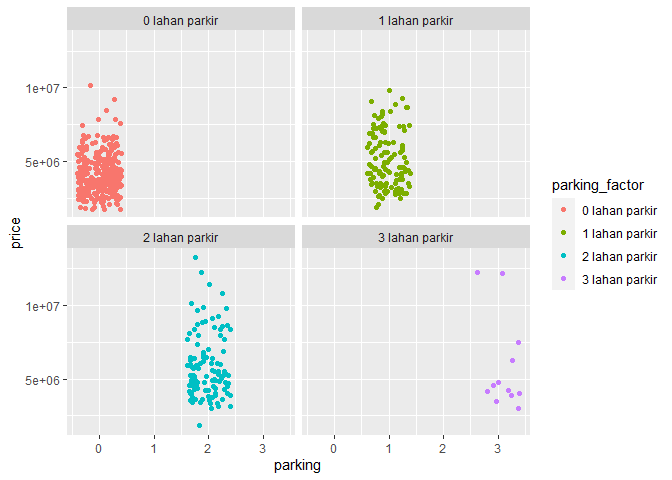 0 lahan parkir
1 lahan parkir
1e+07
5e+06
2 lahan parkir
3 lahan parkir
1e+07
5e+06
0 1 2 3 0 1 2 3
parking
price
parking_factor
0 lahan parkir
1 lahan parkir
2 lahan parkir
3 lahan parkir